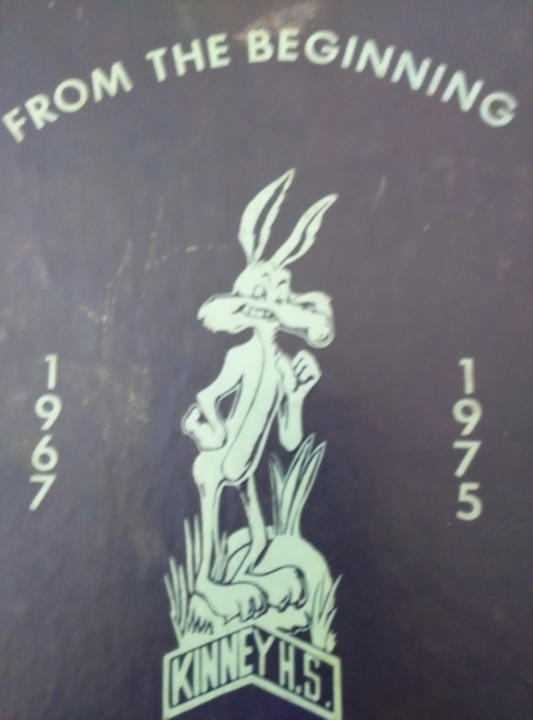 FROM THE BEGINNING
1967
1975
KINNEY H.S.